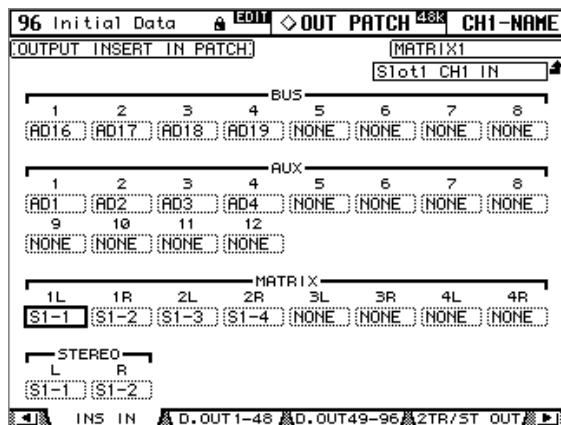 96 Initial Data EDIT ◇OUT PATCH 48k CH1-NAME
OUTPUT INSERT IN PATCH MATRIX1
Slot1 CH1 IN
BUS
1 2 3 4 5 6 7 8
AD16 AD17 AD18 AD19 NONE NONE NONE NONE
AUX
1 2 3 4 5 6 7 8
AD1 AD2 AD3 AD4 NONE NONE NONE NONE
9 10 11 12
NONE NONE NONE NONE
MATRIX
1L 1R 2L 2R 3L 3R 4L 4R
S1-1 S1-2 S1-3 S1-4 NONE NONE NONE NONE
STEREO
L R
S1-1 S1-2
INS IN D.OUT1-48 D.OUT49-96 2TR/ST OUT